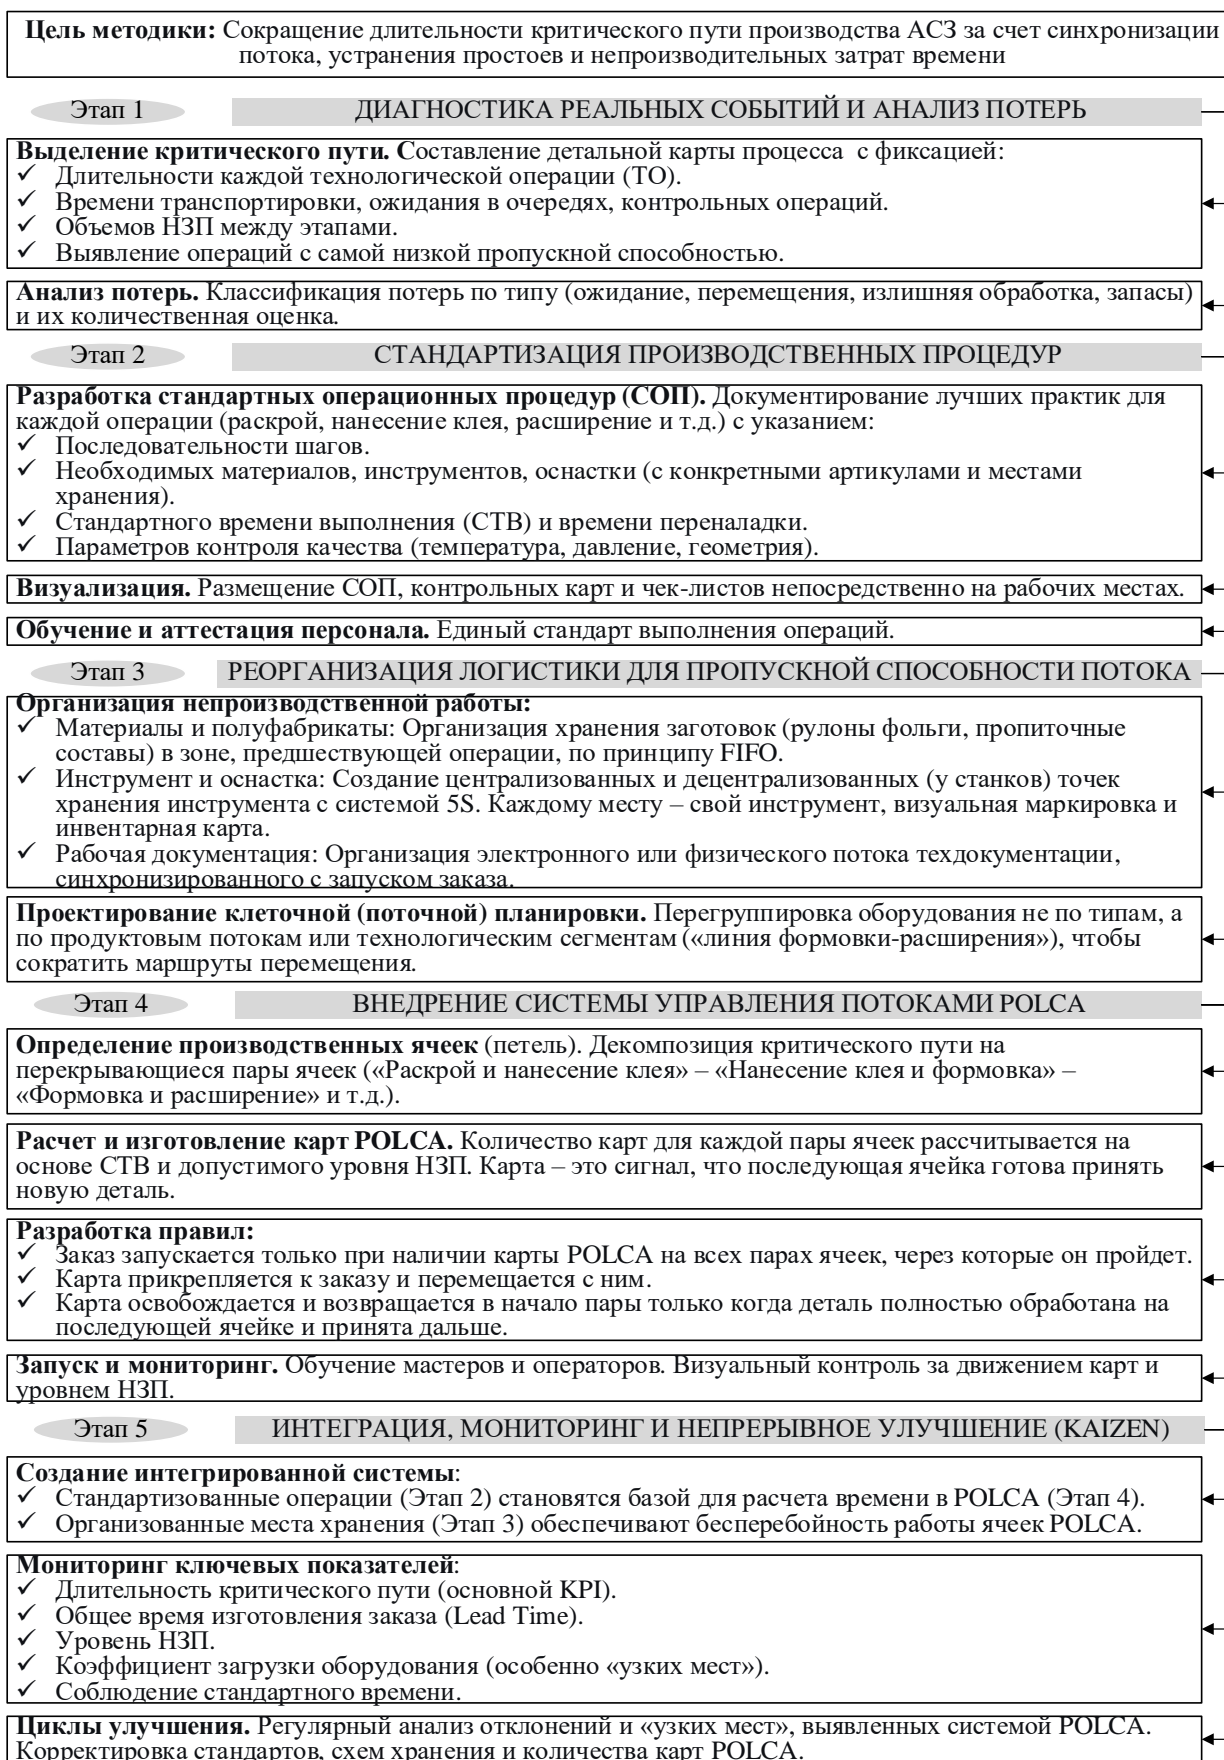 Цель методики: Сокращение длительности критического пути производства АСЗ за счет синхронизации
потока, устранения простоев и непроизводительных затрат времени
Этап 1 ДИАГНОСТИКА РЕАЛЬНЫХ СОБЫТИЙ И АНАЛИЗ ПОТЕРЬ
Выделение критического пути. Составление детальной карты процесса с фиксацией:
✓ Длительности каждой технологической операции (ТО).
✓ Времени транспортировки, ожидания в очередях, контрольных операций.
✓ Объемов НЗП между этапами.
✓ Выявление операций с самой низкой пропускной способностью.
Анализ потерь. Классификация потерь по типу (ожидание, перемещения, излишняя обработка, запасы)
и их количественная оценка.
Этап 2 СТАНДАРТИЗАЦИЯ ПРОИЗВОДСТВЕННЫХ ПРОЦЕДУР
Разработка стандартных операционных процедур (СОП). Документирование лучших практик для
каждой операции (раскрой, нанесение клея, расширение и т.д.) с указанием:
✓ Последовательности шагов.
✓ Необходимых материалов, инструментов, оснастки (с конкретными артикулами и местами
хранения).
✓ Стандартного времени выполнения (СТВ) и времени переналадки.
✓ Параметров контроля качества (температура, давление, геометрия).
Визуализация. Размещение СОП, контрольных карт и чек-листов непосредственно на рабочих местах.
Обучение и аттестация персонала. Единый стандарт выполнения операций.
Этап 3 РЕОРГАНИЗАЦИЯ ЛОГИСТИКИ ДЛЯ ПРОПУСКНОЙ СПОСОБНОСТИ ПОТОКА
Организация непроизводственной работы:
✓ Материалы и полуфабрикаты: Организация хранения заготовок (рулоны фольги, пропиточные
составы) в зоне, предшествующей операции, по принципу FIFO.
✓ Инструмент и оснастка: Создание централизованных и децентрализованных (у станков) точек
хранения инструмента с системой 5S. Каждому месту – свой инструмент, визуальная маркировка и
инвентарная карта.
✓ Рабочая документация: Организация электронного или физического потока техдокументации,
синхронизированного с запуском заказа.
Проектирование клеточной (поточной) планировки. Перегруппировка оборудования не по типам, а
по продуктовым потокам или технологическим сегментам («линия формовки-расширения»), чтобы
сократить маршруты перемещения.
Этап 4 ВНЕДРЕНИЕ СИСТЕМЫ УПРАВЛЕНИЯ ПОТОКАМИ POLCA
Определение производственных ячеек (петель). Декомпозиция критического пути на
перекрывающиеся пары ячеек («Раскрой и нанесение клея» – «Нанесение клея и формовка» –
«Формовка и расширение» и т.д.).
Расчет и изготовление карт POLCA. Количество карт для каждой пары ячеек рассчитывается на
основе СТВ и допустимого уровня НЗП. Карта – это сигнал, что последующая ячейка готова принять
новую деталь.
Разработка правил:
✓ Заказ запускается только при наличии карты POLCA на всех парах ячеек, через которые он пройдет.
✓ Карта прикрепляется к заказу и перемещается с ним.
✓ Карта освобождается и возвращается в начало пары только когда деталь полностью обработана на
последующей ячейке и принята дальше.
Запуск и мониторинг. Обучение мастеров и операторов. Визуальный контроль за движением карт и
уровнем НЗП.
Этап 5 ИНТЕГРАЦИЯ, МОНИТОРИНГ И НЕПРЕРЫВНОЕ УЛУЧШЕНИЕ (KAIZEN)
Создание интегрированной системы:
✓ Стандартизованные операции (Этап 2) становятся базой для расчета времени в POLCA (Этап 4).
✓ Организованные места хранения (Этап 3) обеспечивают бесперебойность работы ячеек POLCA.
Мониторинг ключевых показателей:
✓ Длительность критического пути (основной KPI).
✓ Общее время изготовления заказа (Lead Time).
✓ Уровень НЗП.
✓ Коэффициент загрузки оборудования (особенно «узких мест»).
✓ Соблюдение стандартного времени.
Циклы улучшения. Регулярный анализ отклонений и «узких мест», выявленных системой POLCA.
Корректировка стандартов, схем хранения и количества карт POLCA.